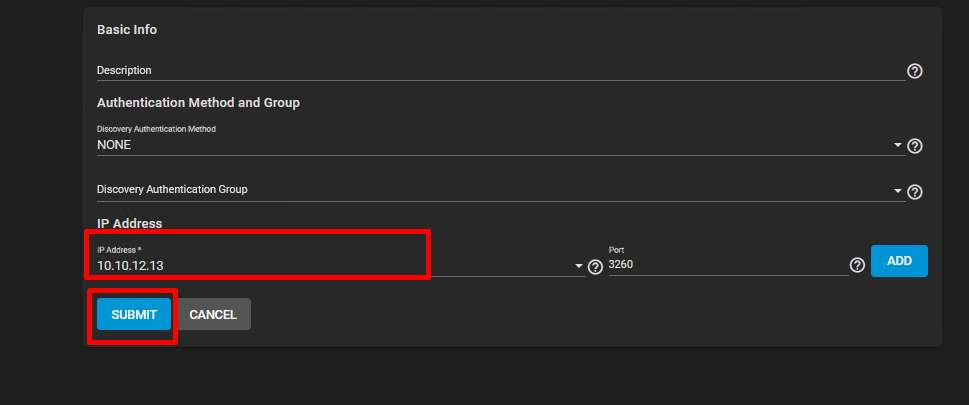 Basic Info
Description
Authentication Method and Group
Discovery Authentication Method
NONE
Discovery Authentication Group
IP Address
IP Address * Port
10.10.12.13 3260 ADD
SUBMIT CANCEL